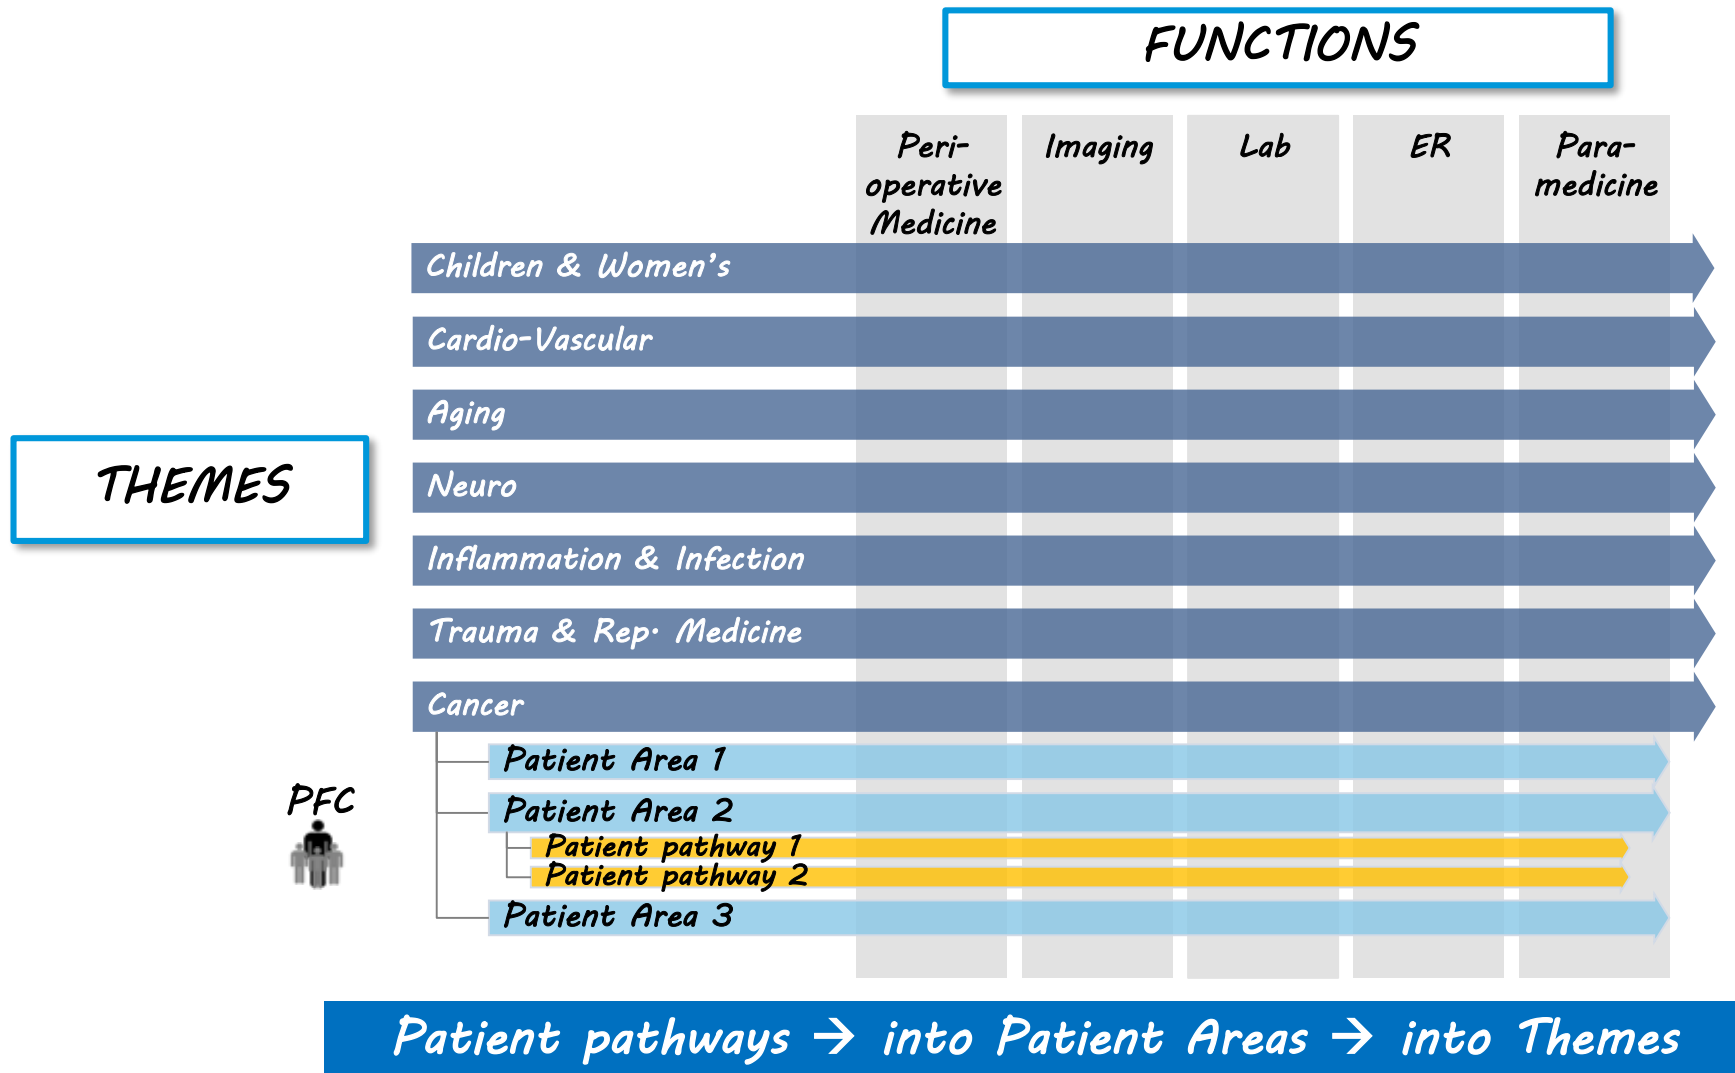 FUNCTIONS
Peri-
operative
Medicine
Imaging
Lab
ER
Para-
medicine
Children & Women's
Cardio-Vascular
Aging
THEMES
Neuro
Inflammation & Infection
Trauma & Rep. Medicine
Cancer
Patient Area 1
PFC
Patient Area 2
Patient pathway 1
Patient pathway 2
Patient Area 3
Patient pathways → into Patient Areas → into Themes